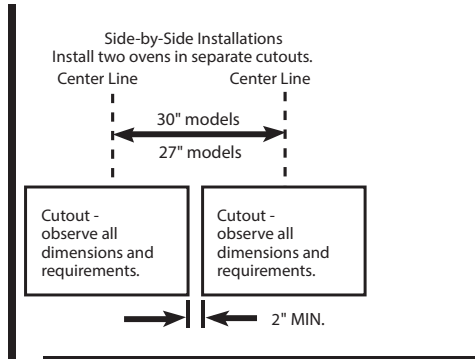 Side-by-Side Installations
Install two ovens in separate cutouts.
Center Line
Center Line
30" models
27" models
Cutout -
observe all
dimensions and
requirements.
Cutout -
observe all
dimensions and
requirements.
2" MIN.